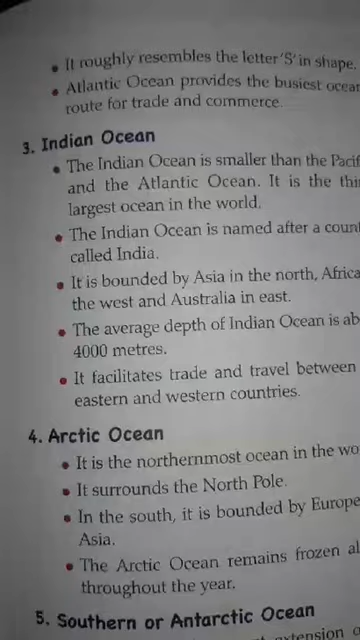 • It roughly resembles the letter 'S' in shape.
• Atlantic Ocean provides the busiest ocean
route for trade and commerce.
3. Indian Ocean
• The Indian Ocean is smaller than the Pacif
and the Atlantic Ocean. It is the thi
largest ocean in the world.
• The Indian Ocean is named after a count
called India.
• It is bounded by Asia in the north, Africa
the west and Australia in east.
• The average depth of Indian Ocean is ab
4000 metres.
• It facilitates trade and travel between
eastern and western countries.
4. Arctic Ocean
• It is the northernmost ocean in the wo
• It surrounds the North Pole.
• In the south, it is bounded by Europe
Asia.
• The Arctic Ocean remains frozen al
throughout the year.
5. Southern or Antarctic Ocean
extension o